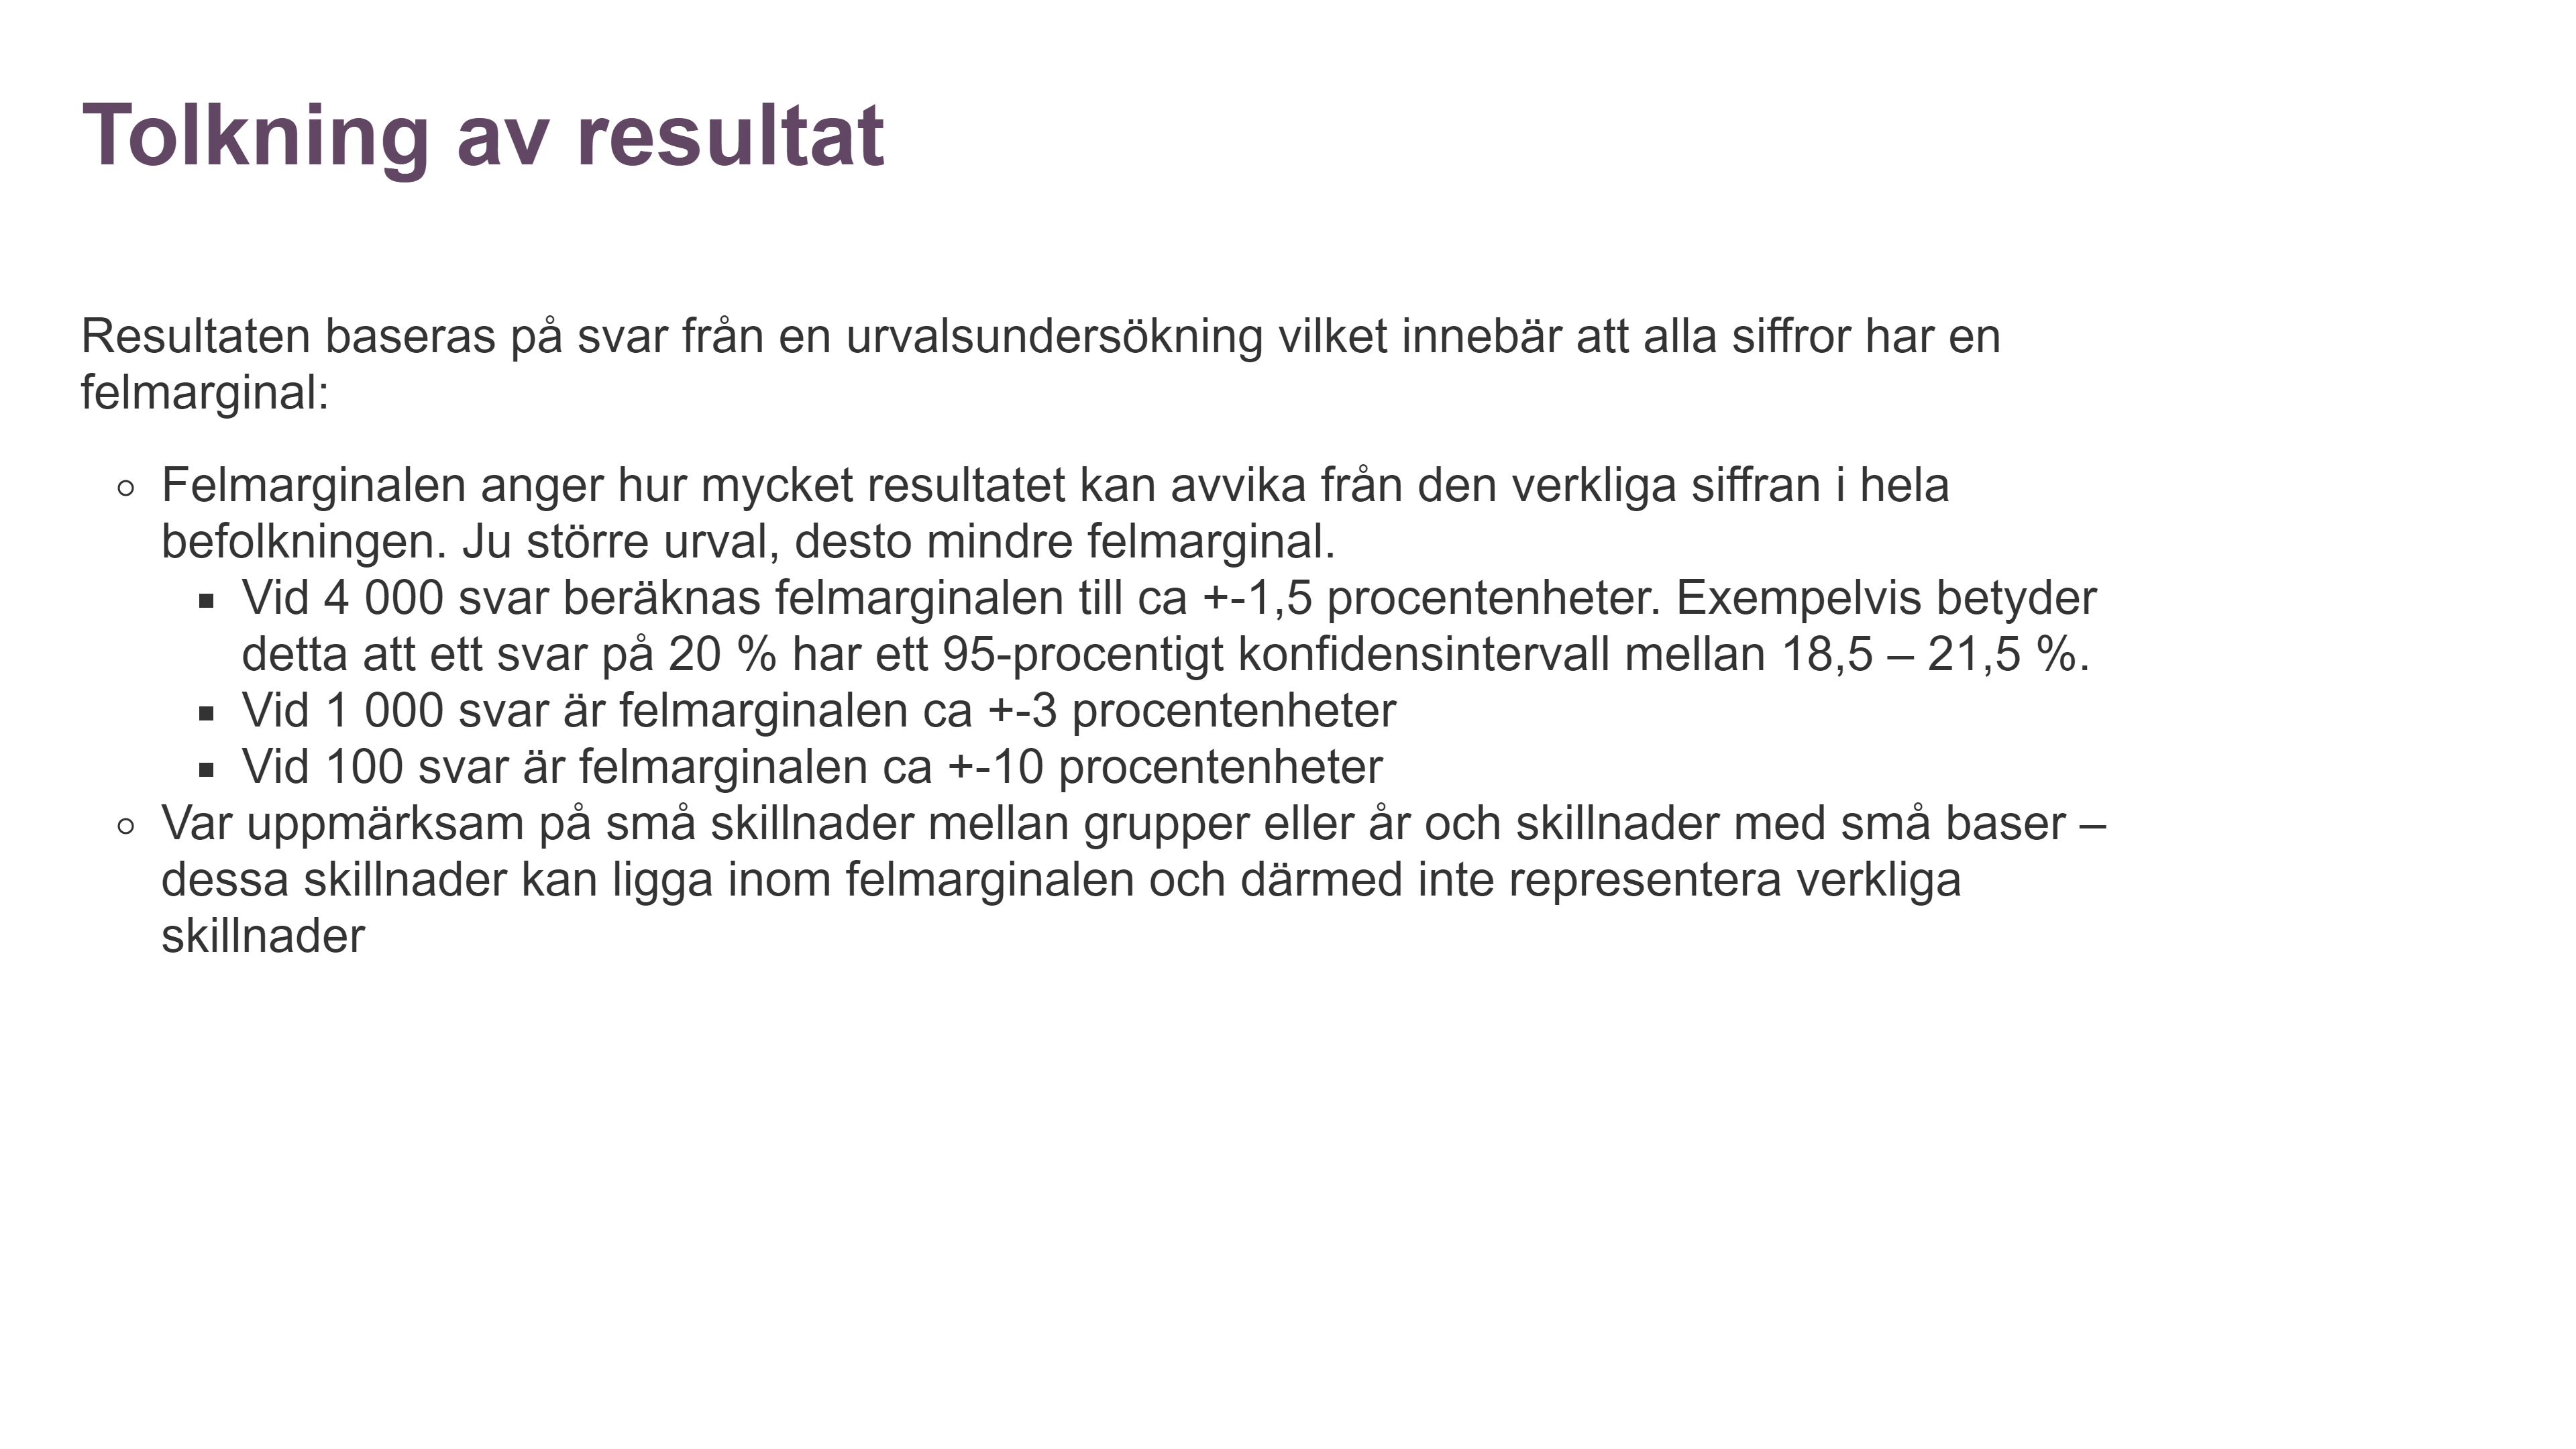 Tolkning av resultat
Resultaten baseras på svar från en urvalsundersökning vilket innebär att alla siffror har en
felmarginal:
Felmarginalen anger hur mycket resultatet kan avvika från den verkliga siffran i hela
befolkningen. Ju större urval, desto mindre felmarginal.
Vid 4 000 svar beräknas felmarginalen till ca +-1,5 procentenheter. Exempelvis betyder
detta att ett svar på 20 % har ett 95-procentigt konfidensintervall mellan 18,5 – 21,5 %.
Vid 1 000 svar är felmarginalen ca +-3 procentenheter
Vid 100 svar är felmarginalen ca +-10 procentenheter
Var uppmärksam på små skillnader mellan grupper eller år och skillnader med små baser –
dessa skillnader kan ligga inom felmarginalen och därmed inte representera verkliga
skillnader